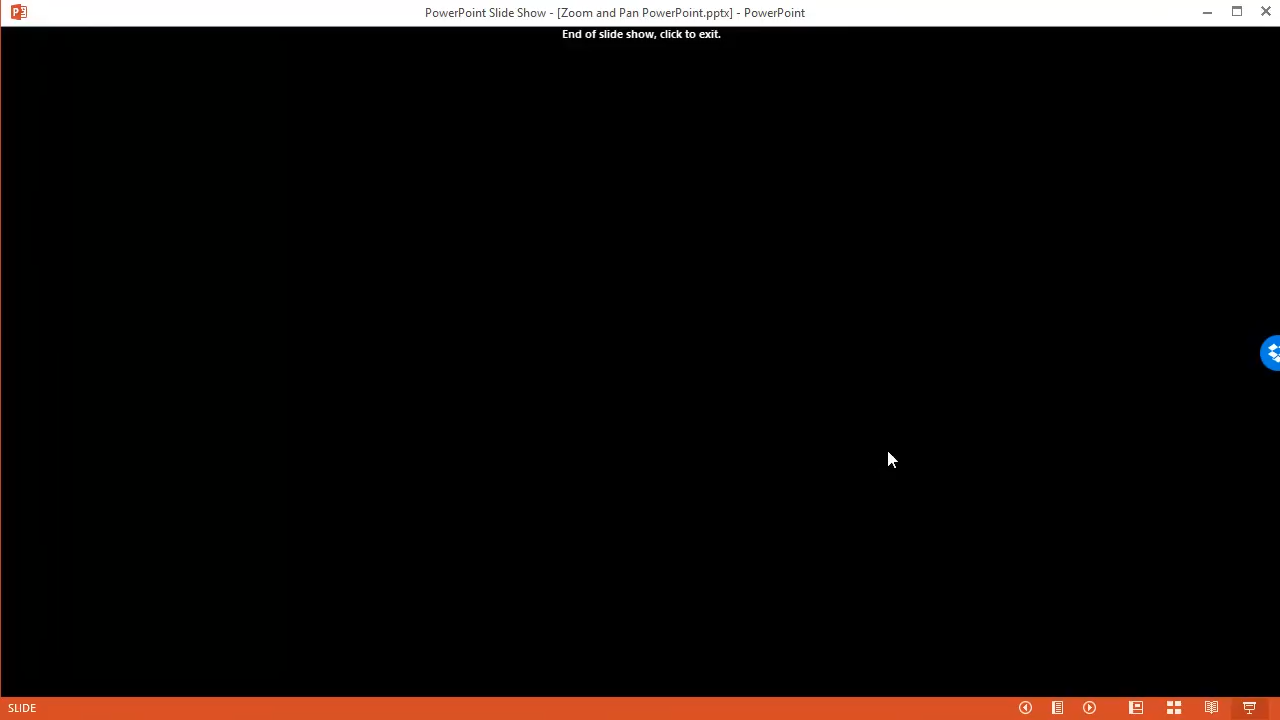 PowerPoint Slide Show - [Zoom and Pan PowerPoint.pptx] - PowerPoint
End of slide show, click to exit.
SLIDE